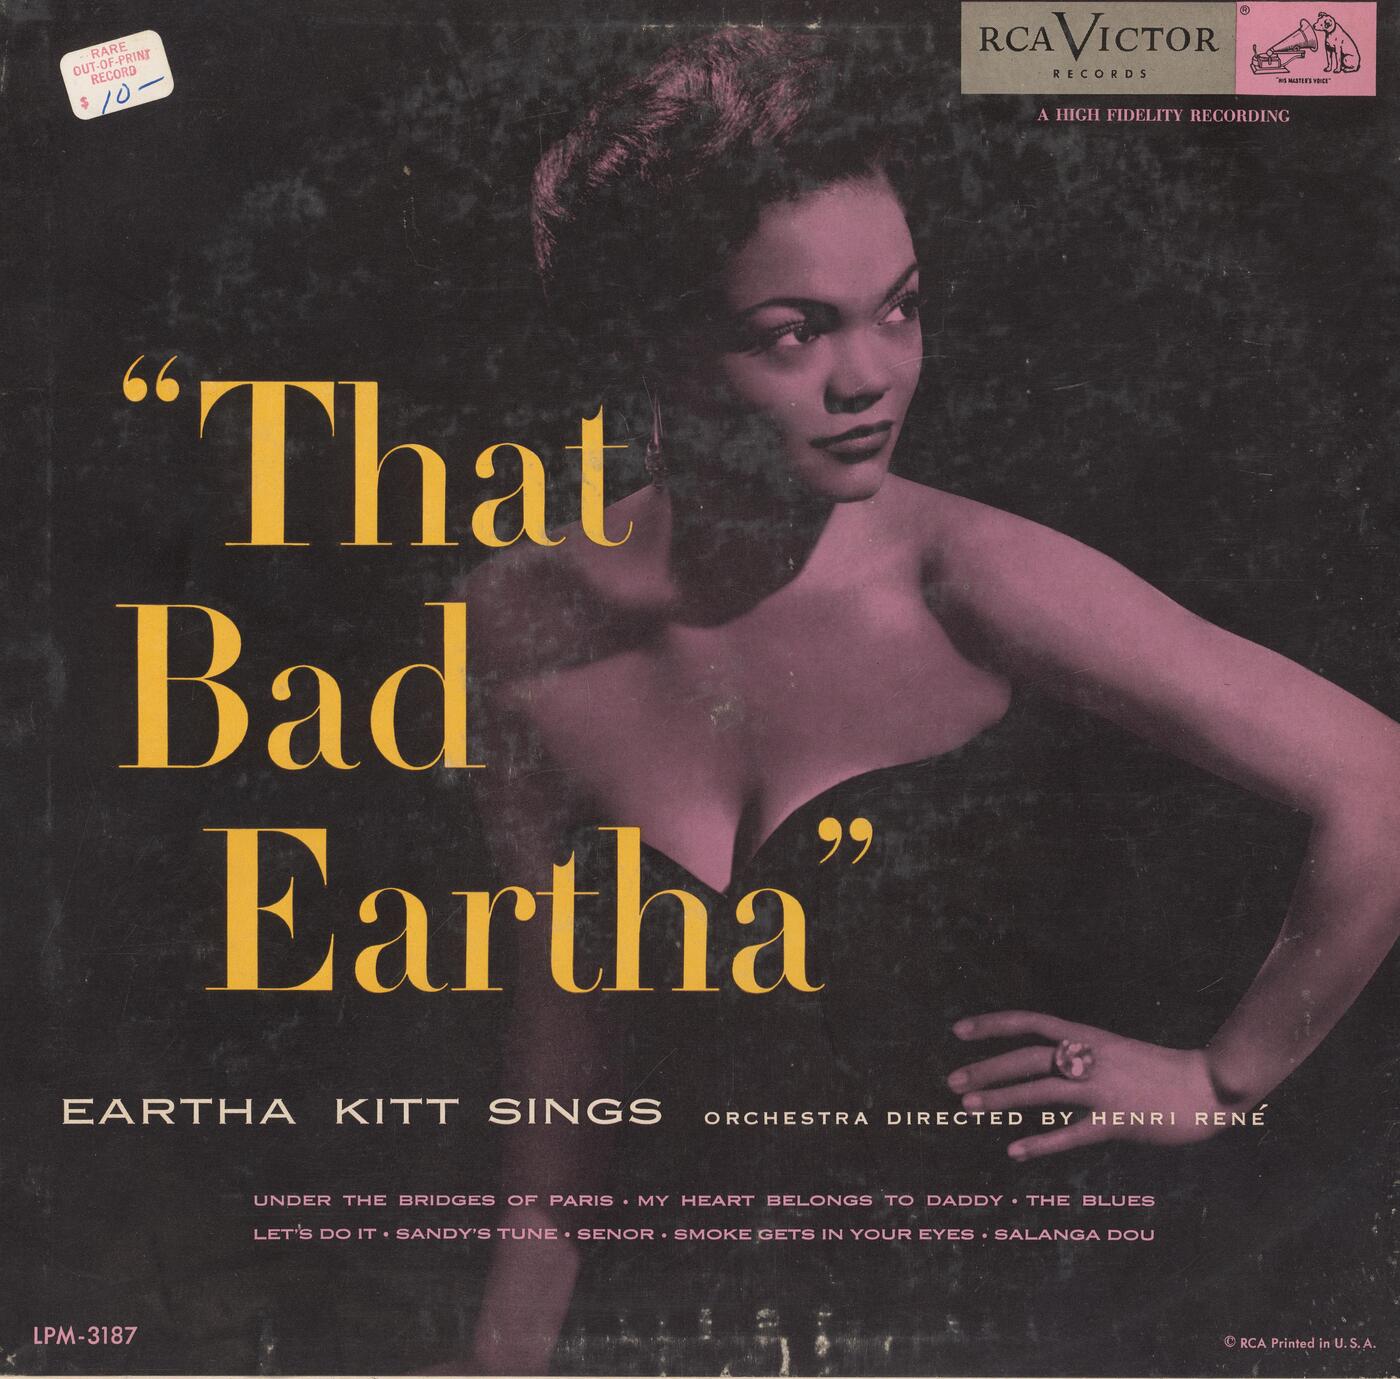 RARE
OUT-OF-PRINT
RECORD
$ 10-
RCA VICTOR
RECORDS
®
"HIS MASTER'S VOICE"
A HIGH FIDELITY RECORDING
“That
Bad
Eartha”
EARTHA KITT SINGS ORCHESTRA DIRECTED BY HENRI RENÉ
UNDER THE BRIDGES OF PARIS • MY HEART BELONGS TO DADDY • THE BLUES
LET'S DO IT • SANDY'S TUNE • SENOR • SMOKE GETS IN YOUR EYES • SALANGA DOU
LPM-3187
© RCA Printed in U.S.A.